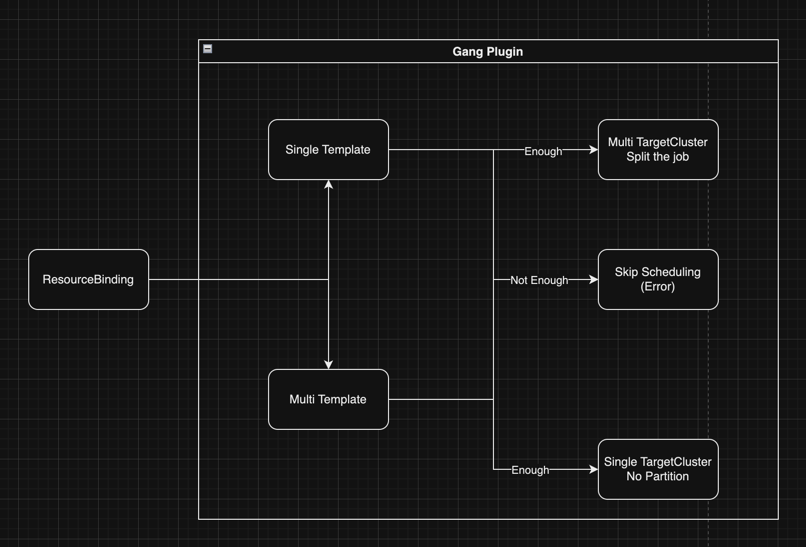 Gang Plugin
Single Template
Enough
Multi TargetCluster
Split the job
ResourceBinding
Not Enough
Skip Scheduling
(Error)
Multi Template
Enough
Single TargetCluster
No Partition